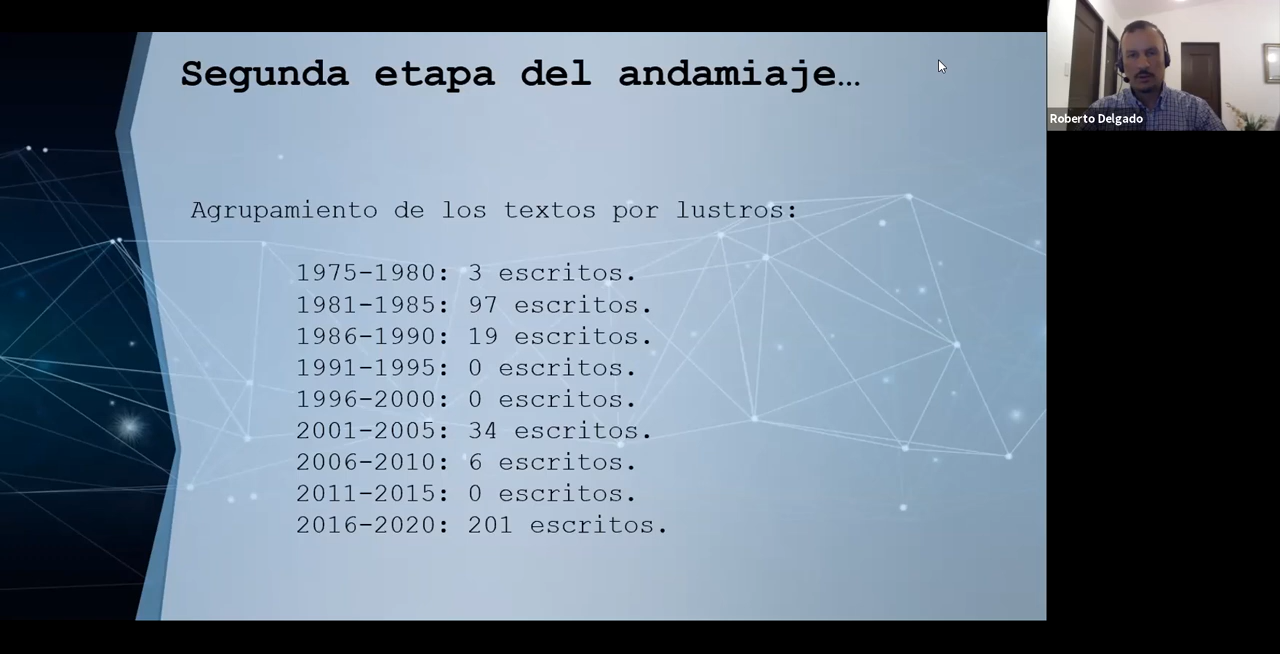 Segunda etapa del andamiaje…
Agrupamiento de los textos por lustros:
1975-1980: 3 escritos.
1981-1985: 97 escritos.
1986-1990: 19 escritos.
1991-1995: 0 escritos.
1996-2000: 0 escritos.
2001-2005: 34 escritos.
2006-2010: 6 escritos.
2011-2015: 0 escritos.
2016-2020: 201 escritos.
Roberto Delgado